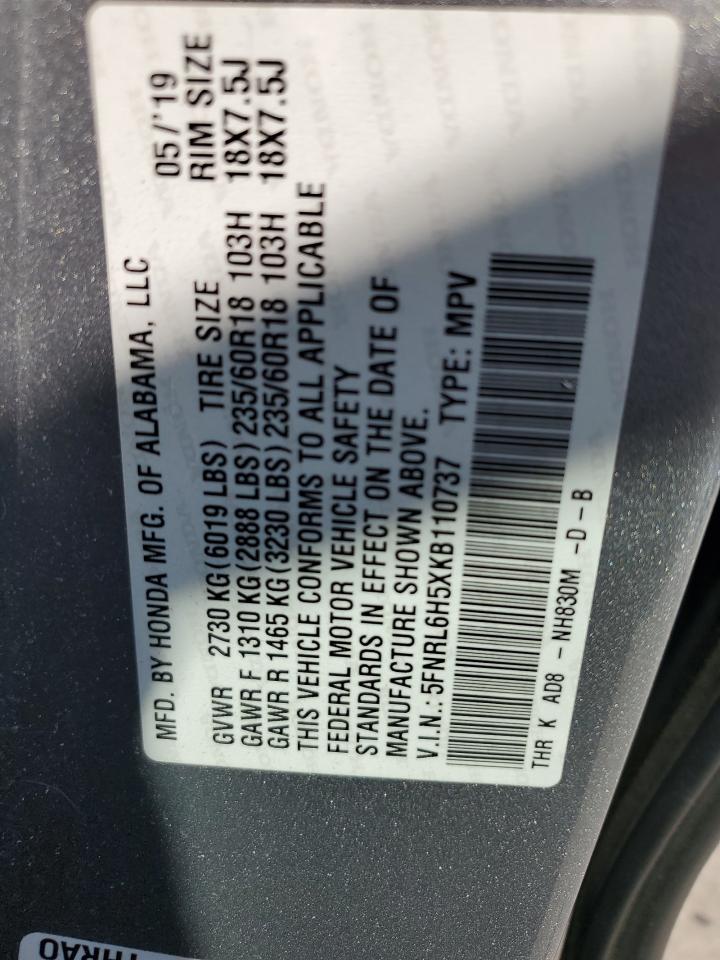 MFD. BY HONDA MFG. OF ALABAMA, LLC 05/'19
GVWR 2730 KG(6019 LBS) TIRE SIZE RIM SIZE
GAWR F 1310 KG(2888 LBS)235/60R18 103H 18X7.5J
GAWR R 1465 KG(3230 LBS)235/60R18 103H 18X7.5J
THIS VEHICLE CONFORMS TO ALL APPLICABLE
FEDERAL MOTOR VEHICLE SAFETY
STANDARDS IN EFFECT ON THE DATE OF
MANUFACTURE SHOWN ABOVE.
V.I.N.:5FNRL6H5XKB110737 TYPE: MPV
THR K AD8 -NH830M -D-B
THRAO